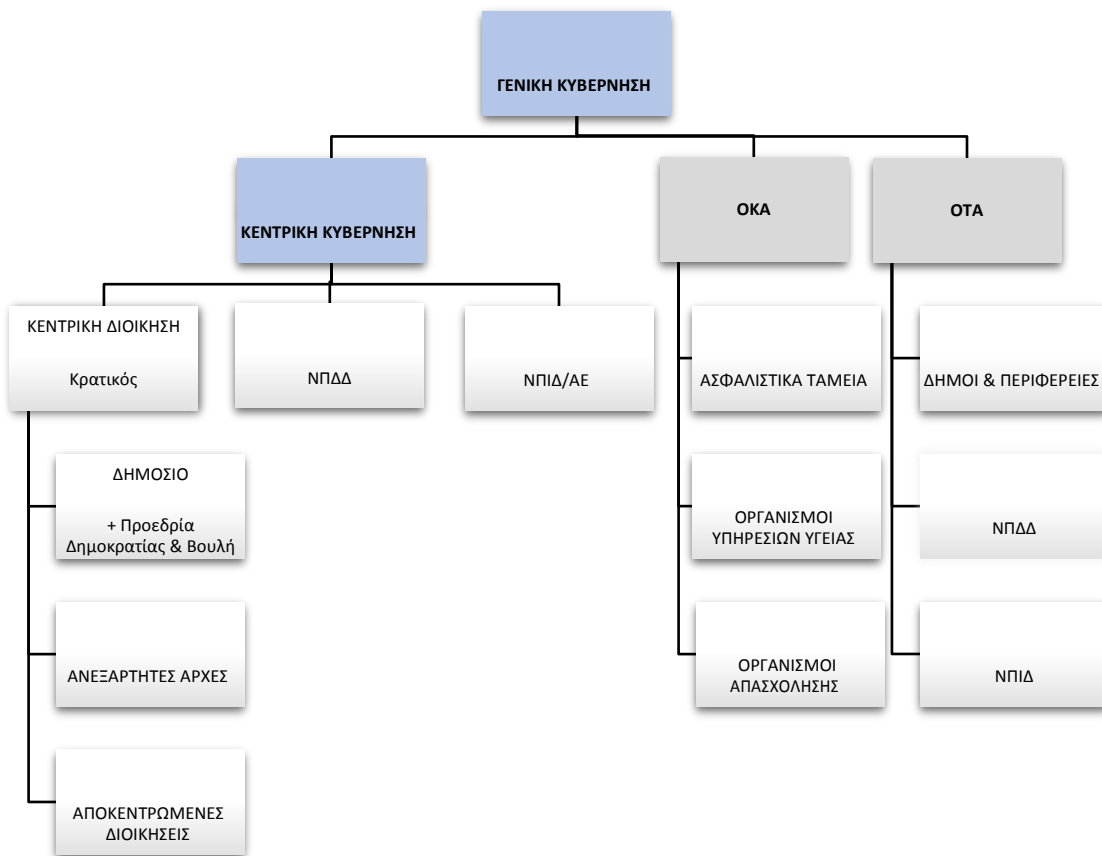 ΓΕΝΙΚΗ ΚΥΒΕΡΝΗΣΗ
ΚΕΝΤΡΙΚΗ ΚΥΒΕΡΝΗΣΗ
ΟΚΑ
ΟΤΑ
ΚΕΝΤΡΙΚΗ ΔΙΟΙΚΗΣΗ
Κρατικός
ΝΠΔΔ
ΝΠΙΔ/ΑΕ
ΑΣΦΑΛΙΣΤΙΚΑ ΤΑΜΕΙΑ
ΔΗΜΟΙ & ΠΕΡΙΦΕΡΕΙΕΣ
ΔΗΜΟΣΙΟ
+ Προεδρία
Δημοκρατίας & Βουλή
ΟΡΓΑΝΙΣΜΟΙ
ΥΠΗΡΕΣΙΩΝ ΥΓΕΙΑΣ
ΝΠΔΔ
ΑΝΕΞΑΡΤΗΤΕΣ ΑΡΧΕΣ
ΟΡΓΑΝΙΣΜΟΙ
ΑΠΑΣΧΟΛΗΣΗΣ
ΝΠΙΔ
ΑΠΟΚΕΝΤΡΩΜΕΝΕΣ
ΔΙΟΙΚΗΣΕΙΣ